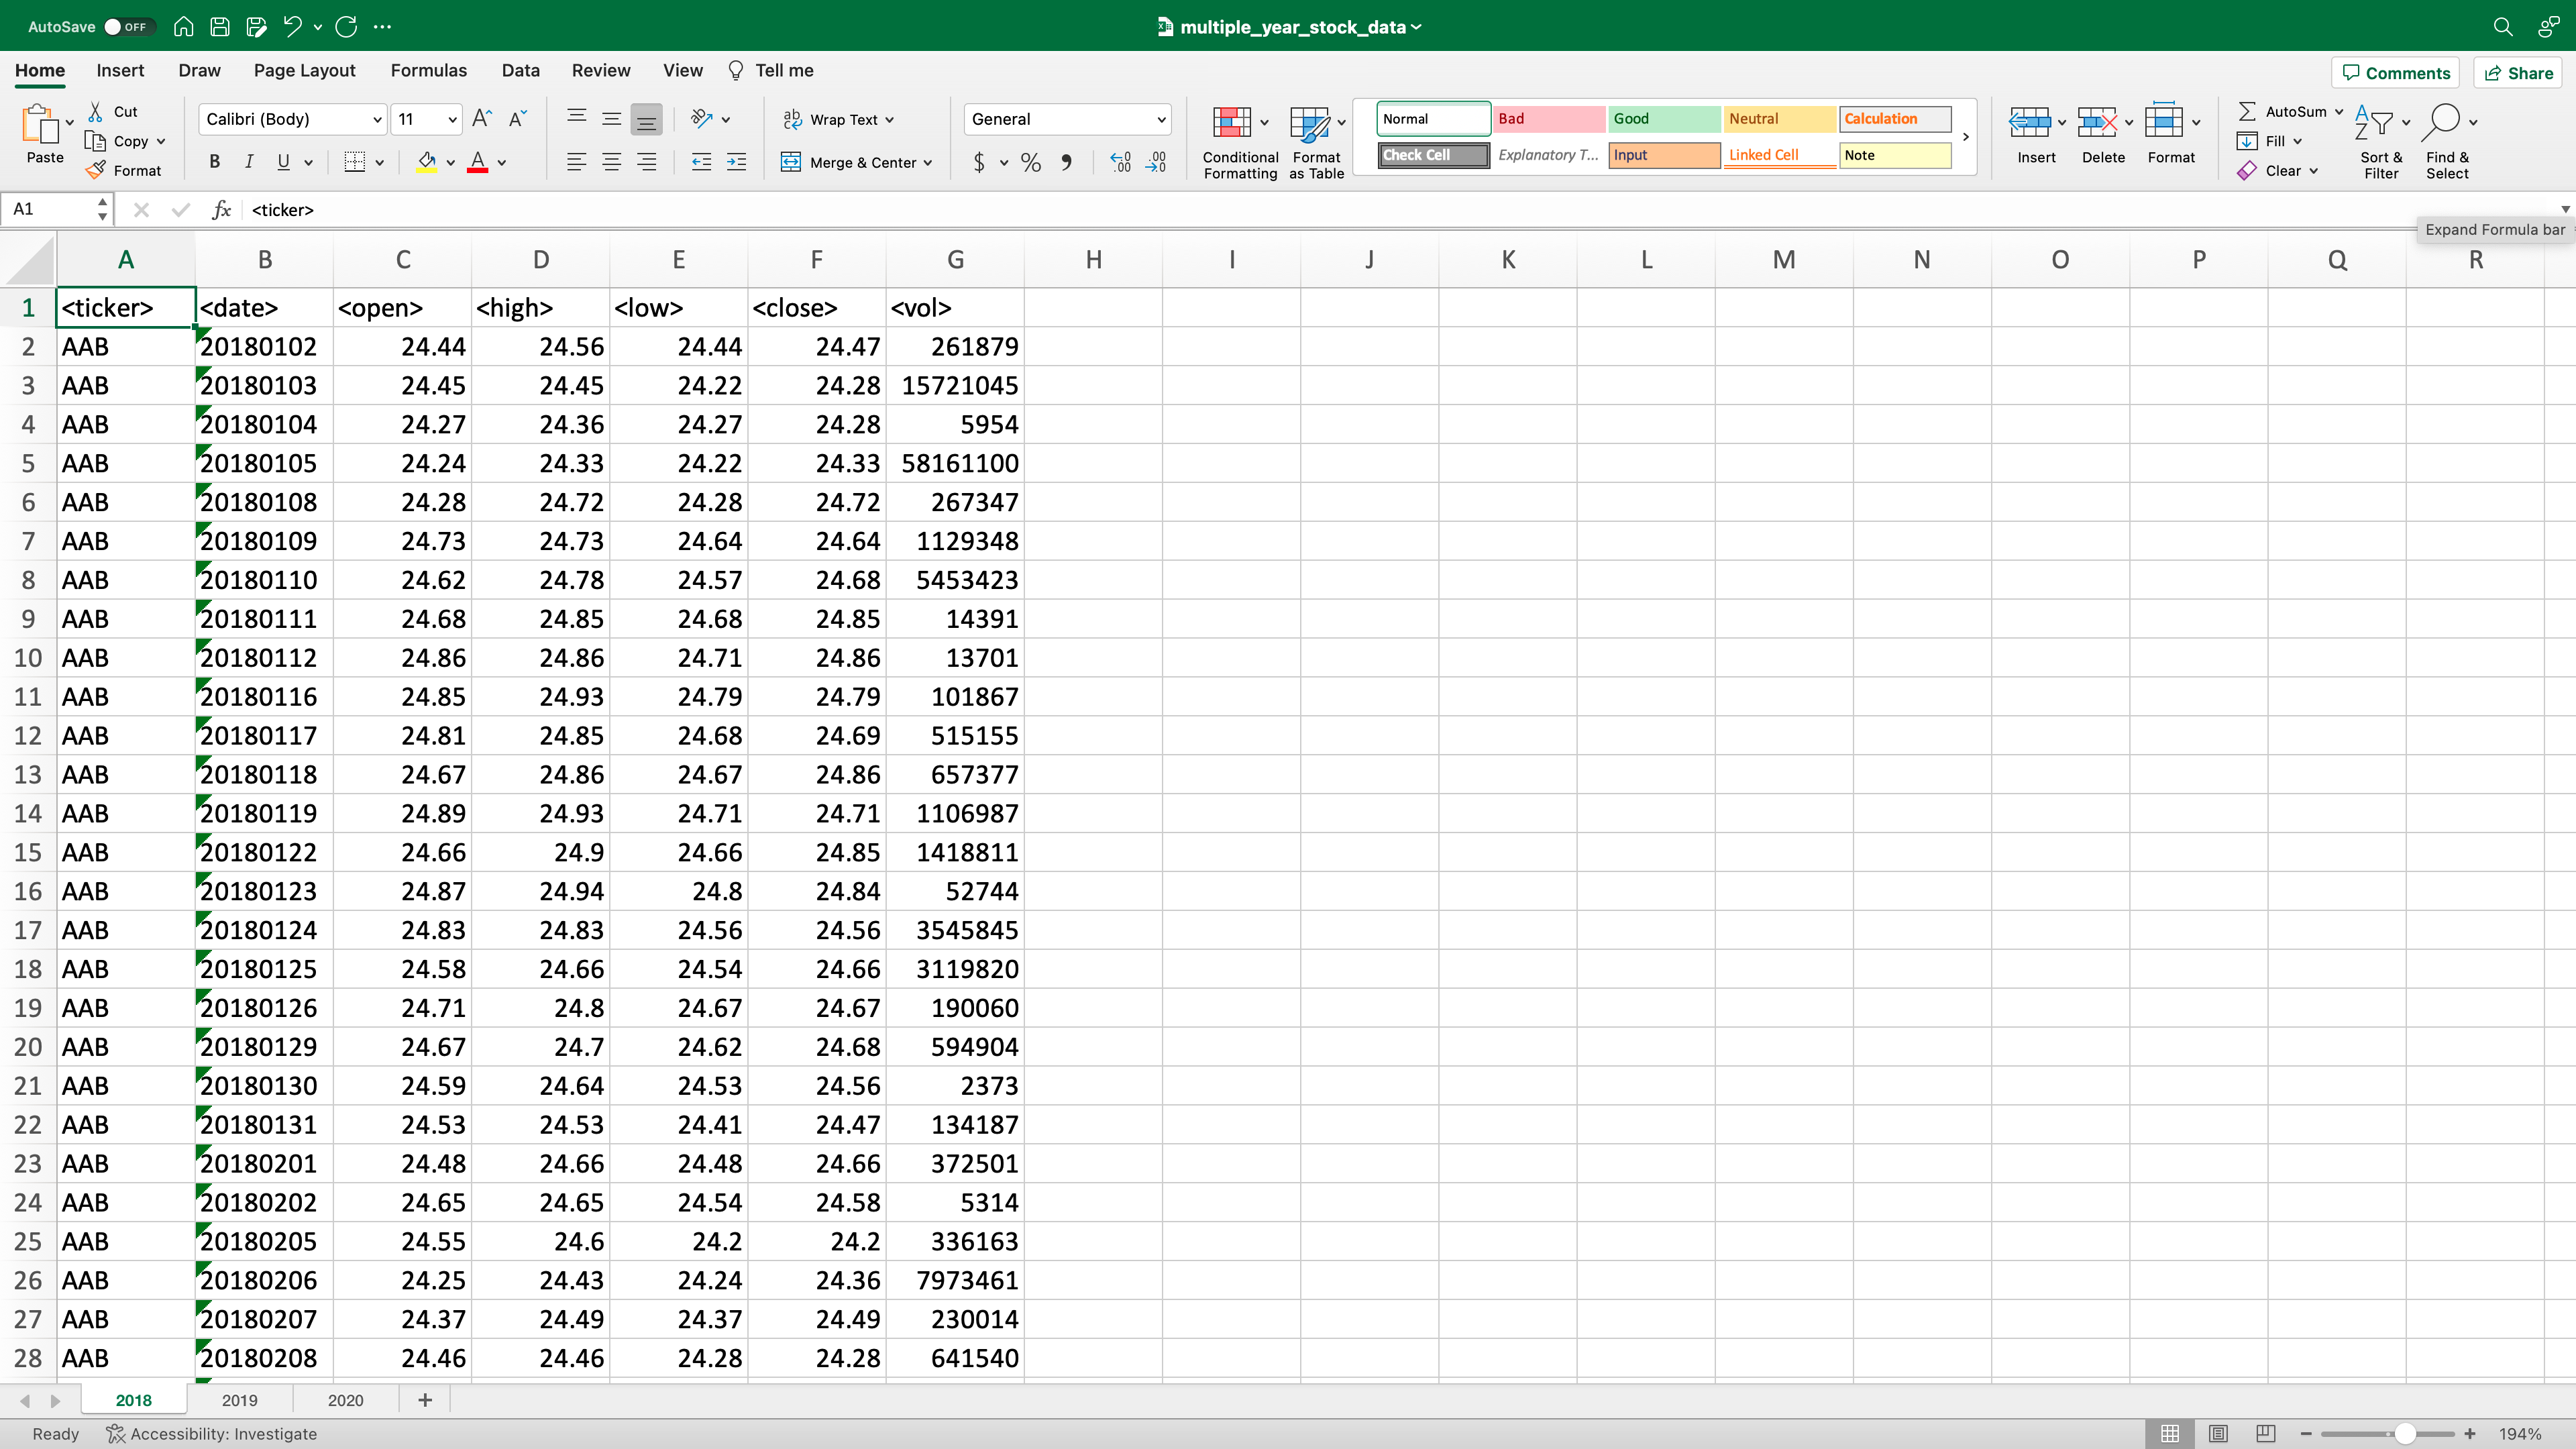 AutoSave OFF multiple_year_stock_data
Home Insert Draw Page Layout Formulas Data Review View Tell me Comments Share
Paste Cut Copy Format
Calibri (Body) 11 A A
B I U A
ab Wrap Text
Merge & Center
General
$ % 9 .00 .0
Conditional Formatting
Format as Table
Normal Bad Good Neutral Calculation
Check Cell Explanatory T... Input Linked Cell Note
Insert Delete Format
AutoSum
Fill
Clear
Sort & Filter
Find & Select
A1 fx <ticker>
Expand Formula bar
A B C D E F G H I J K L M N O P Q R
1 <ticker> <date> <open> <high> <low> <close> <vol>
2 AAB 20180102 24.44 24.56 24.44 24.47 261879
3 AAB 20180103 24.45 24.45 24.22 24.28 15721045
4 AAB 20180104 24.27 24.36 24.27 24.28 5954
5 AAB 20180105 24.24 24.33 24.22 24.33 58161100
6 AAB 20180108 24.28 24.72 24.28 24.72 267347
7 AAB 20180109 24.73 24.73 24.64 24.64 1129348
8 AAB 20180110 24.62 24.78 24.57 24.68 5453423
9 AAB 20180111 24.68 24.85 24.68 24.85 14391
10 AAB 20180112 24.86 24.86 24.71 24.86 13701
11 AAB 20180116 24.85 24.93 24.79 24.79 101867
12 AAB 20180117 24.81 24.85 24.68 24.69 515155
13 AAB 20180118 24.67 24.86 24.67 24.86 657377
14 AAB 20180119 24.89 24.93 24.71 24.71 1106987
15 AAB 20180122 24.66 24.9 24.66 24.85 1418811
16 AAB 20180123 24.87 24.94 24.8 24.84 52744
17 AAB 20180124 24.83 24.83 24.56 24.56 3545845
18 AAB 20180125 24.58 24.66 24.54 24.66 3119820
19 AAB 20180126 24.71 24.8 24.67 24.67 190060
20 AAB 20180129 24.67 24.7 24.62 24.68 594904
21 AAB 20180130 24.59 24.64 24.53 24.56 2373
22 AAB 20180131 24.53 24.53 24.41 24.47 134187
23 AAB 20180201 24.48 24.66 24.48 24.66 372501
24 AAB 20180202 24.65 24.65 24.54 24.58 5314
25 AAB 20180205 24.55 24.6 24.2 24.2 336163
26 AAB 20180206 24.25 24.43 24.24 24.36 7973461
27 AAB 20180207 24.37 24.49 24.37 24.49 230014
28 AAB 20180208 24.46 24.46 24.28 24.28 641540
2018 2019 2020 +
Ready Accessibility: Investigate − + 194%